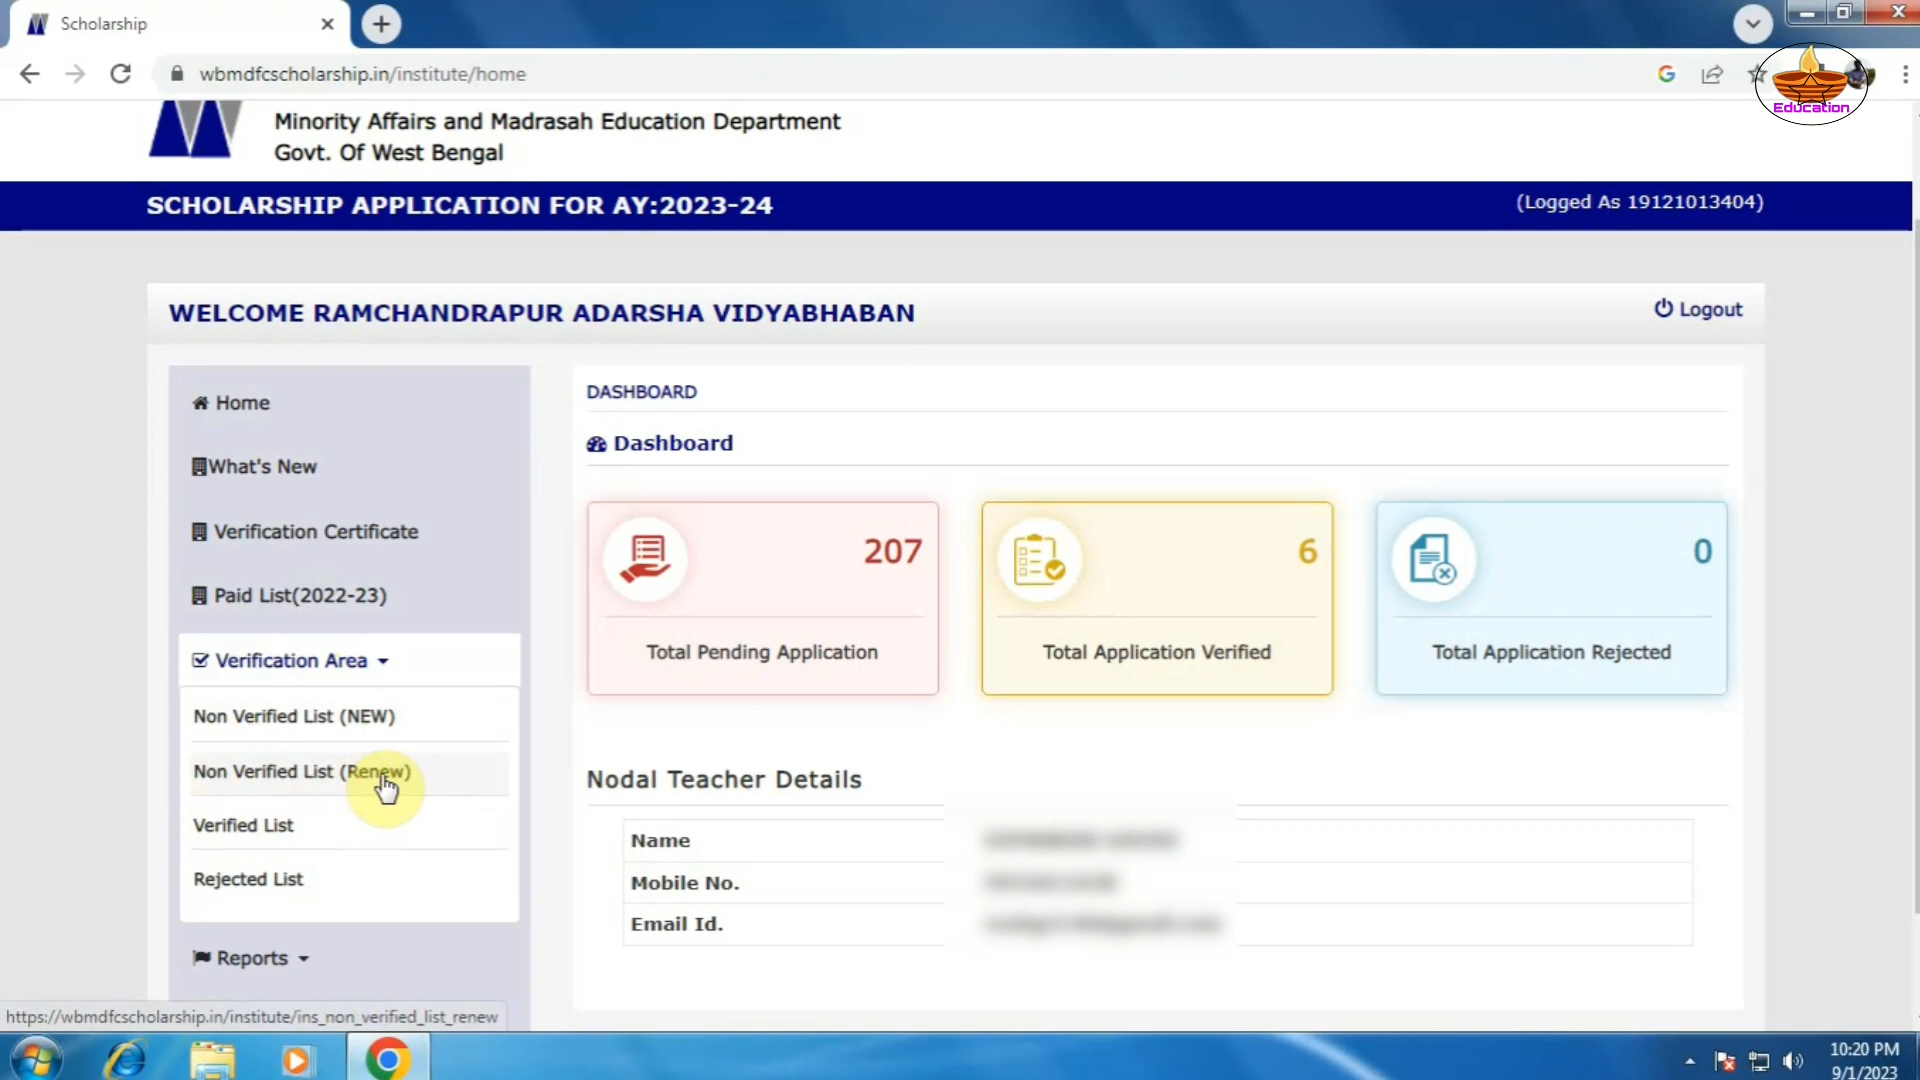 Scholarship
wbmdfcscholarship.in/institute/home
Education
Minority Affairs and Madrasah Education Department
Govt. Of West Bengal
SCHOLARSHIP APPLICATION FOR AY:2023-24
(Logged As 19121013404)
WELCOME RAMCHANDRAPUR ADARSHA VIDYABHABAN
Logout
Home
What's New
Verification Certificate
Paid List(2022-23)
Verification Area
Non Verified List (NEW)
Non Verified List (Renew)
Verified List
Rejected List
Reports
DASHBOARD
Dashboard
207
Total Pending Application
6
Total Application Verified
0
Total Application Rejected
Nodal Teacher Details
Name
Mobile No.
Email Id.
https://wbmdfcscholarship.in/institute/ins_non_verified_list_renew
10:20 PM
9/1/2023